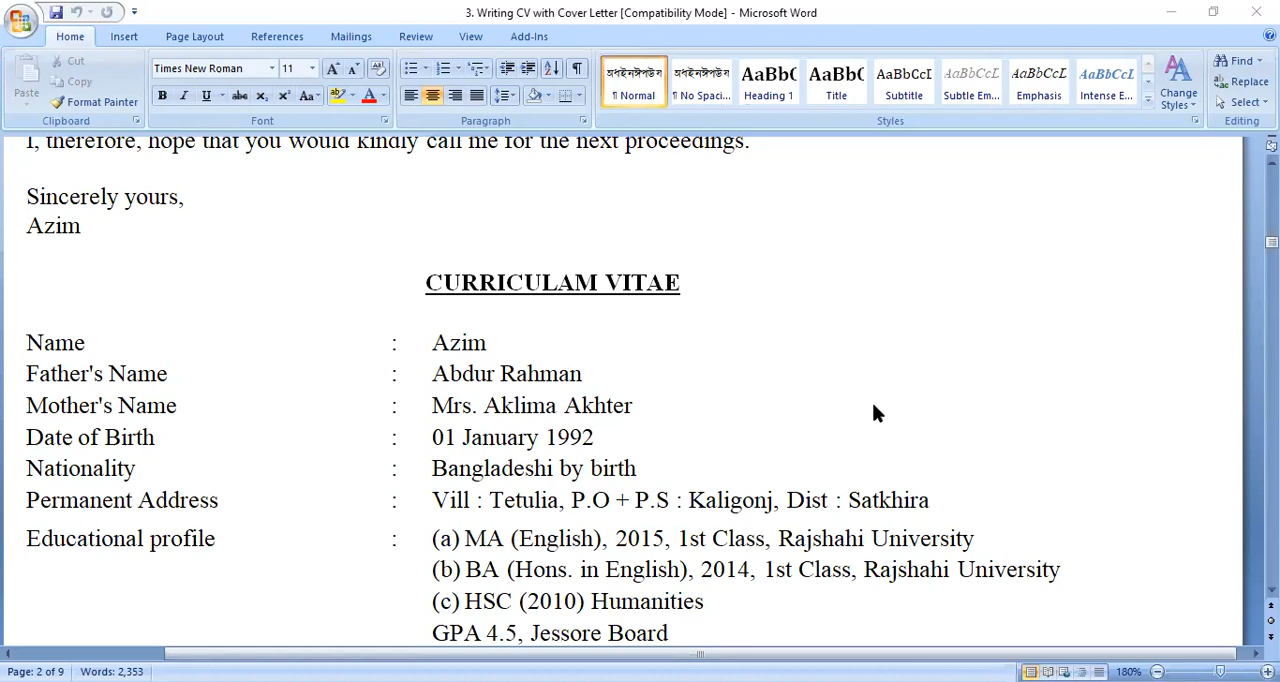 3. Writing CV with Cover Letter [Compatibility Mode] - Microsoft Word
Home Insert Page Layout References Mailings Review View Add-Ins
Paste
Cut
Copy
Format Painter
Clipboard
Times New Roman 11
B I U abc x₂ x² Aa
Font
Paragraph
অধইনঈপউব অধইনঈপউব AaBbC AaBbC AaBbCcI AaBbCcL AaBbCcL AaBbCcL
¶ Normal ¶ No Spaci... Heading 1 Title Subtitle Subtle Em... Emphasis Intense E...
Change Styles
Styles
Find
Replace
Select
Editing
I, therefore, hope that you would kindly call me for the next proceedings.
Sincerely yours,
Azim
CURRICULAM VITAE
Name : Azim
Father's Name : Abdur Rahman
Mother's Name : Mrs. Aklima Akhter
Date of Birth : 01 January 1992
Nationality : Bangladeshi by birth
Permanent Address : Vill : Tetulia, P.O + P.S : Kaligonj, Dist : Satkhira
Educational profile : (a) MA (English), 2015, 1st Class, Rajshahi University
(b) BA (Hons. in English), 2014, 1st Class, Rajshahi University
(c) HSC (2010) Humanities
GPA 4.5, Jessore Board
Page: 2 of 9 Words: 2,353 180%